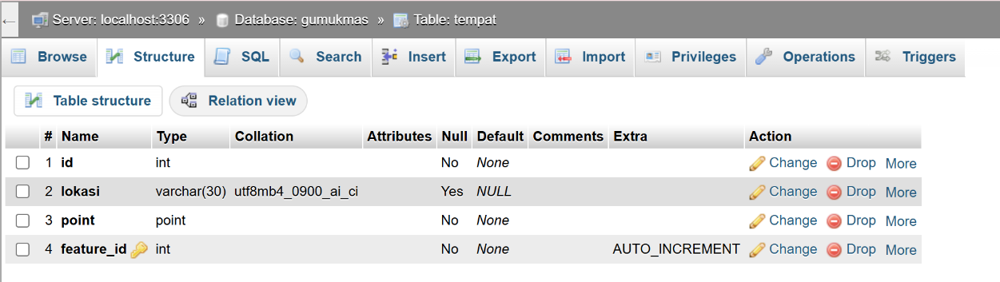 ← Server: localhost:3306 » Database: gumukmas » Table: tempat
Browse Structure SQL Search Insert Export Import Privileges Operations Triggers
Table structure Relation view
# Name Type Collation Attributes Null Default Comments Extra Action
1 id int No None Change Drop More
2 lokasi varchar(30) utf8mb4_0900_ai_ci Yes NULL Change Drop More
3 point point No None Change Drop More
4 feature_id int No None AUTO_INCREMENT Change Drop More